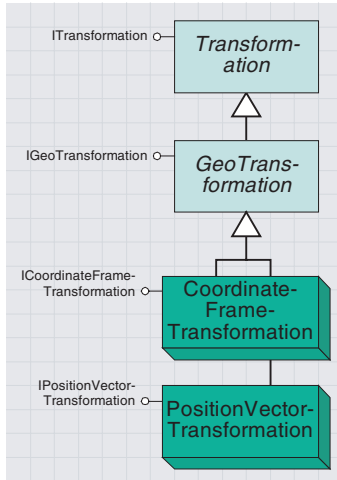 ITransformation
Transform-
ation
IGeoTransformation
GeoTrans-
formation
ICoordinateFrame-
Transformation
Coordinate-
Frame-
Transformation
IPositionVector-
Transformation
PositionVector-
Transformation